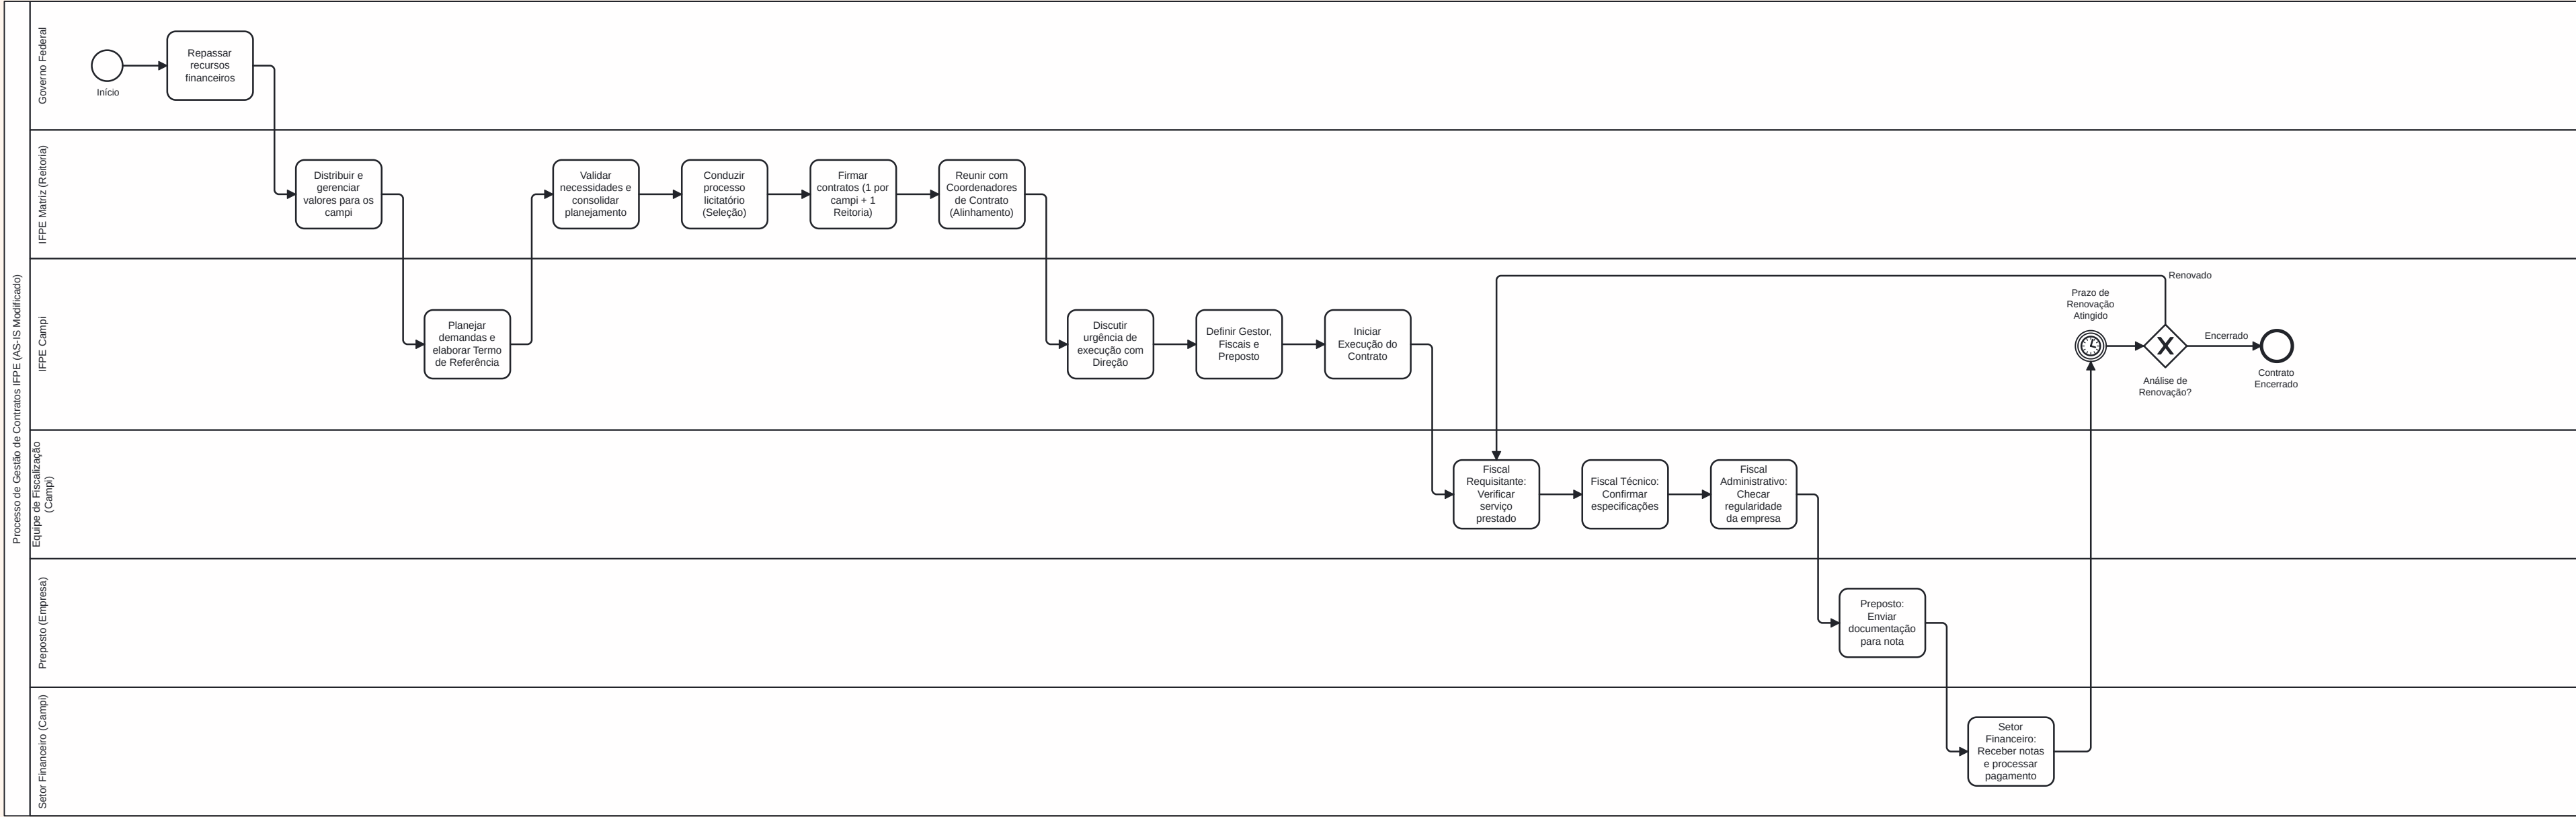 Processo de Gestão de Contratos IFPE (AS-IS Modificado)
Governo Federal
Início
Repassar
recursos
financeiros
IFPE Matriz (Reitoria)
Distribuir e
gerenciar
valores para os
campi
Validar
necessidades e
consolidar
planejamento
Conduzir
processo
licitatório
(Seleção)
Firmar
contratos (1 por
campi + 1
Reitoria)
Reunir com
Coordenadores
de Contrato
(Alinhamento)
IFPE Campi
Planejar
demandas e
elaborar Termo
de Referência
Discutir
urgência de
execução com
Direção
Definir Gestor,
Fiscais e
Preposto
Iniciar
Execução do
Contrato
Prazo de
Renovação
Atingido
Renovado
Análise de
Renovação?
Encerrado
Contrato
Encerrado
Equipe de Fiscalização
(Campi)
Fiscal
Requisitante:
Verificar
serviço
prestado
Fiscal Técnico:
Confirmar
especificações
Fiscal
Administrativo:
Checar
regularidade
da empresa
Preposto (Empresa)
Preposto:
Enviar
documentação
para nota
Setor Financeiro (Campi)
Setor
Financeiro:
Receber notas
e processar
pagamento